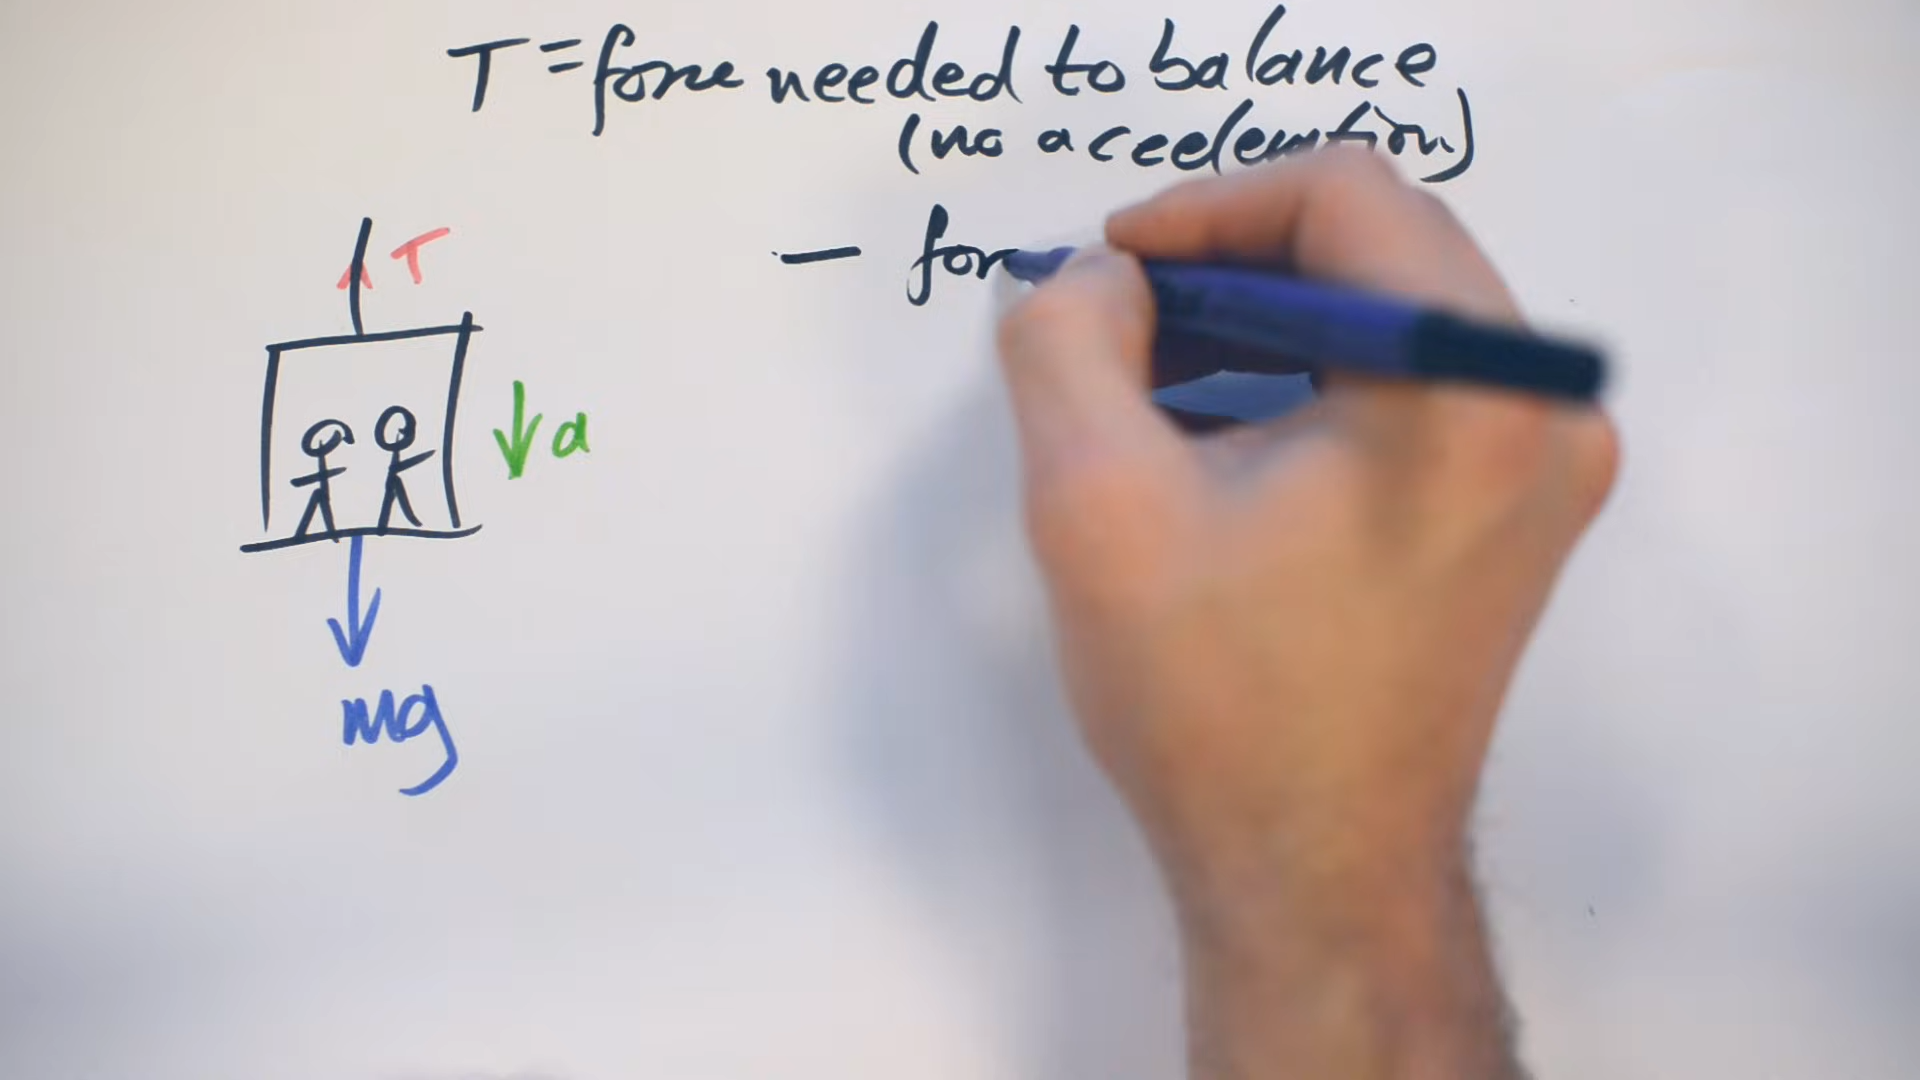 T = force needed to balance
(no acceleration)
— for
T
a
mg